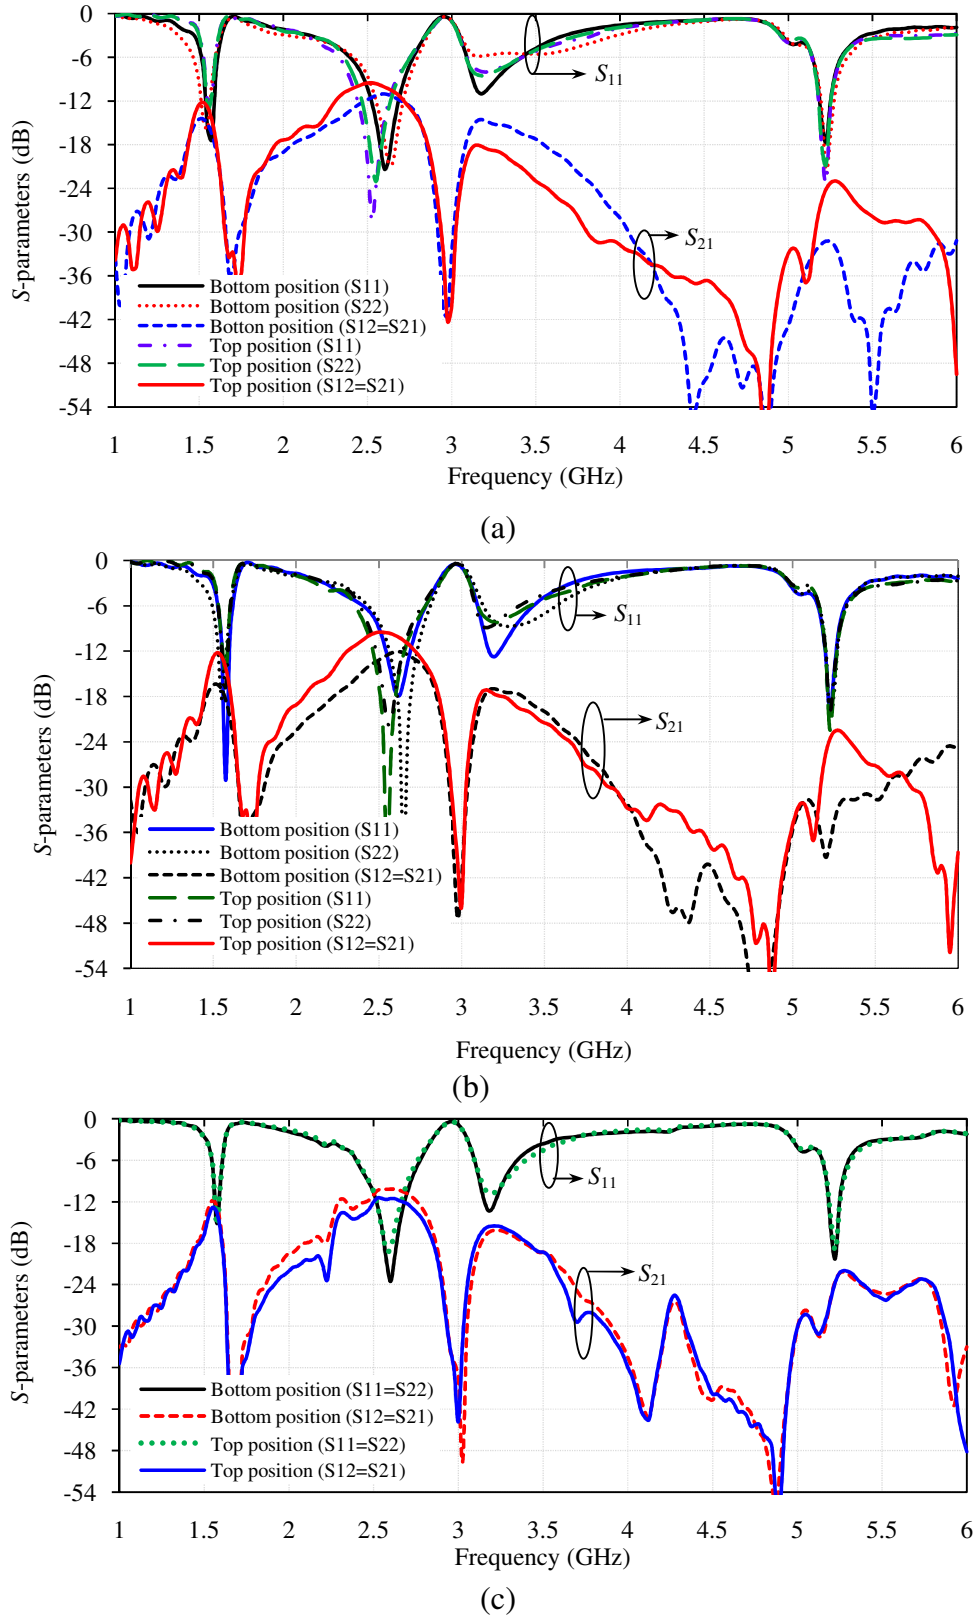 0
-6
-12
-18
-24
-30
-36
-42
-48
-54
S-parameters (dB)
S11
S21
Bottom position (S11)
Bottom position (S22)
Botton position (S12=S21)
Top position (S11)
Top position (S22)
Top position (S12=S21)
1 1.5 2 2.5 3 3.5 4 4.5 5 5.5 6
Frequency (GHz)
(a)
0
-6
-12
-18
-24
-30
-36
-42
-48
-54
S-parameters (dB)
S11
S21
Bottom position (S11)
Bottom position (S22)
Bottom position (S12=S21)
Top position (S11)
Top position (S22)
Top position (S12=S21)
1 1.5 2 2.5 3 3.5 4 4.5 5 5.5 6
Frequency (GHz)
(b)
0
-6
-12
-18
-24
-30
-36
-42
-48
-54
S-parameters (dB)
S11
S21
Bottom position (S11=S22)
Bottom position (S12=S21)
Top position (S11=S22)
Top position (S12=S21)
1 1.5 2 2.5 3 3.5 4 4.5 5 5.5 6
Frequency (GHz)
(c)